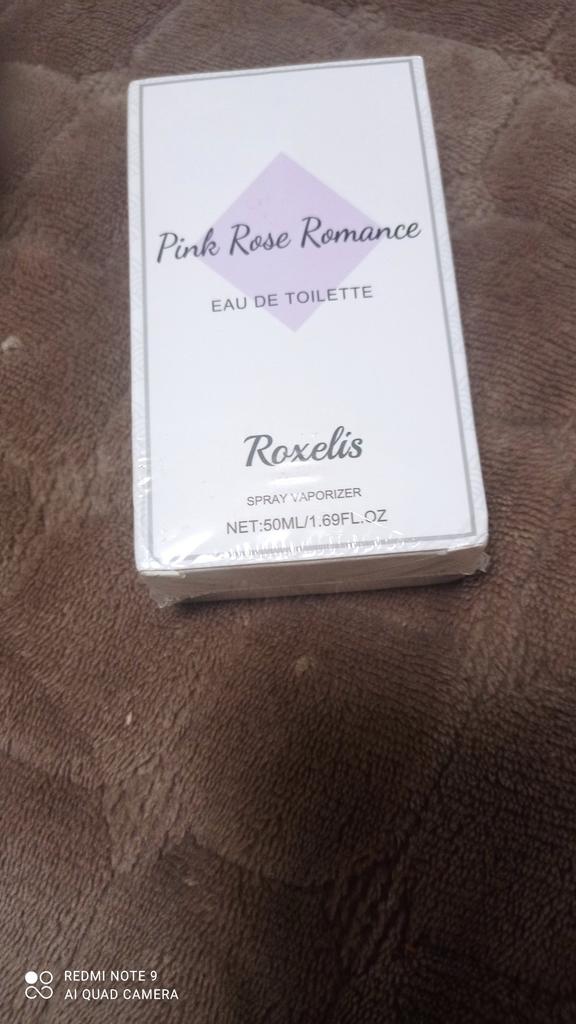 Pink Rose Romance
EAU DE TOILETTE
Roxelis
SPRAY VAPORIZER
NET:50ML/1.69FL.OZ
REDMI NOTE 9
AI QUAD CAMERA